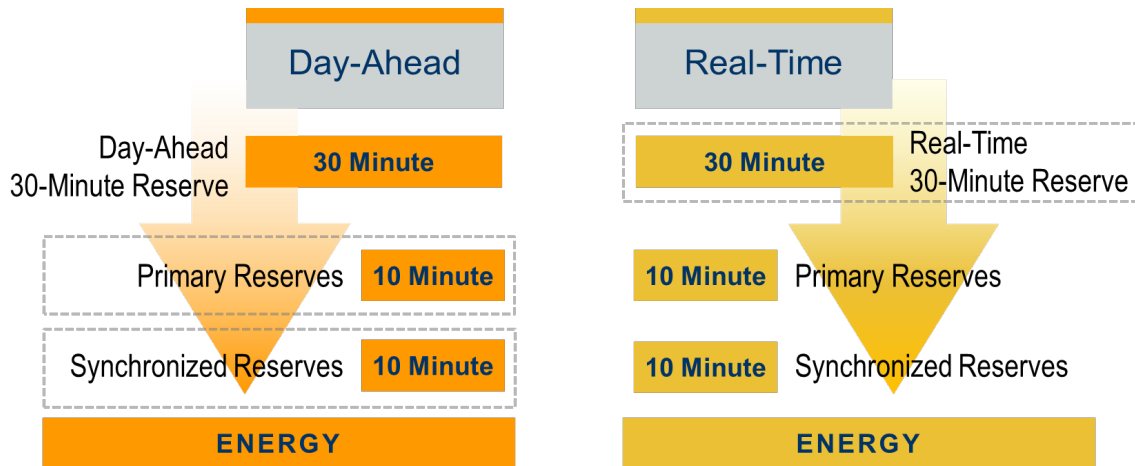 Day-Ahead
Day-Ahead
30-Minute Reserve
30 Minute
Primary Reserves
10 Minute
Synchronized Reserves
10 Minute
ENERGY
Real-Time
30 Minute
Real-Time
30-Minute Reserve
10 Minute
Primary Reserves
10 Minute
Synchronized Reserves
ENERGY